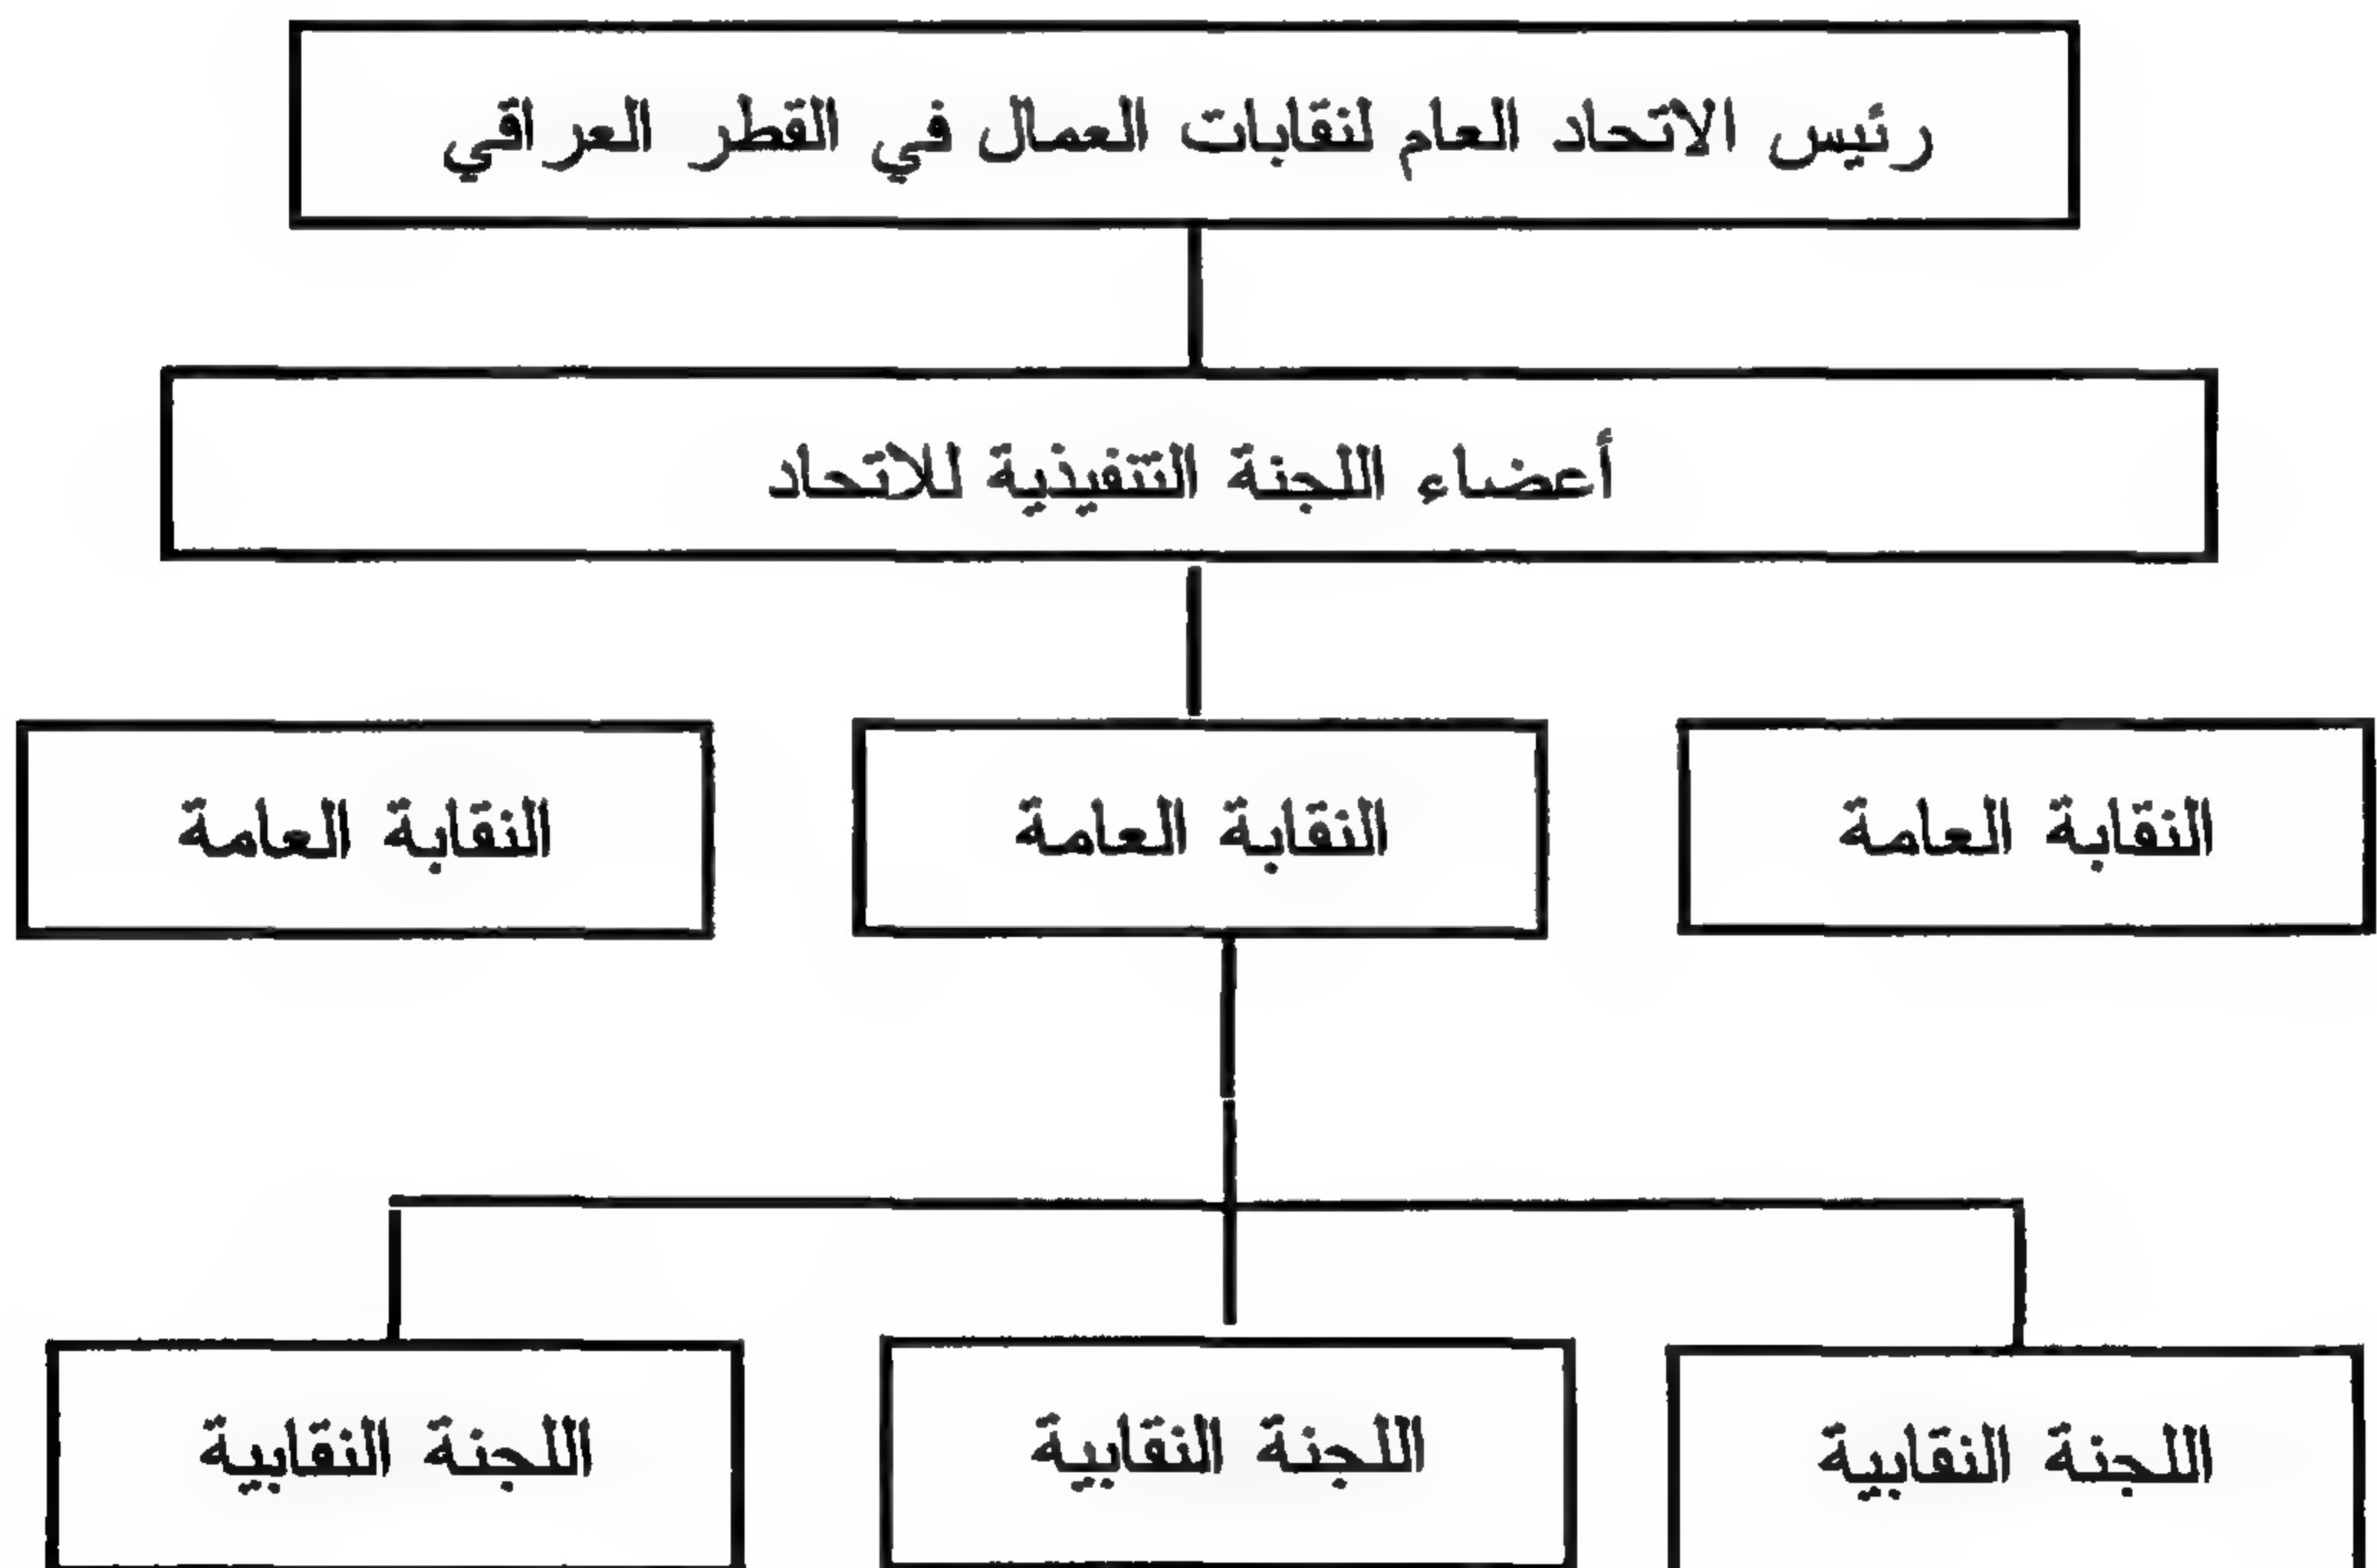 رئيس الاتحاد العام لنقابات العمال في القطر العراقي
أعضاء اللجنة التنفيذية للاتحاد
النقابة العامة
النقابة العامة
النقابة العامة
اللجنة النقابية
اللجنة النقابية
اللجنة النقابية